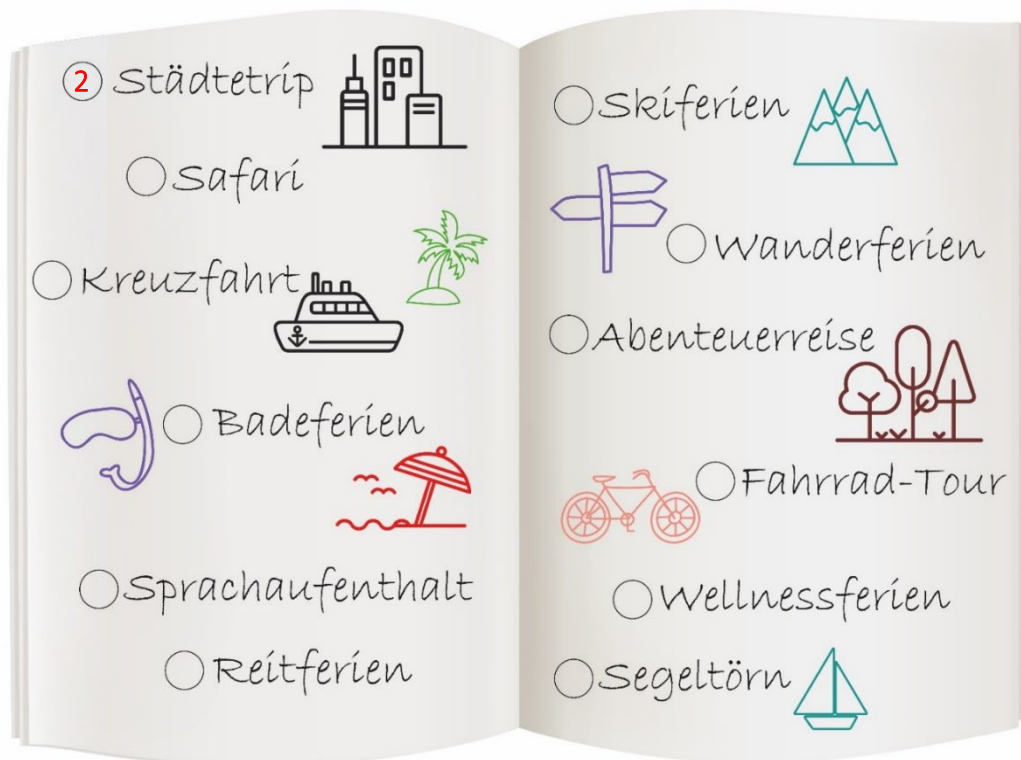 2 Städtetrip
Safari
Kreuzfahrt
Badeferien
Sprachaufenthalt
Reitferien
Skiferien
Wanderferien
Abenteuerreise
Fahrrad-Tour
Wellnessferien
Segeltörn